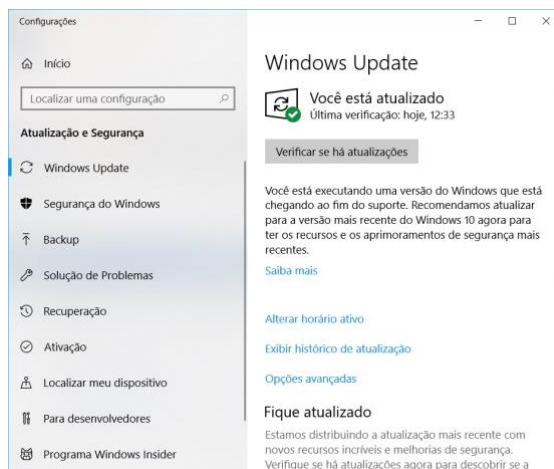 Configurações
Início
Localizar uma configuração
Atualização e Segurança
Windows Update
Segurança do Windows
Backup
Solução de Problemas
Recuperação
Ativação
Localizar meu dispositivo
Para desenvolvedores
Programa Windows Insider
Windows Update
Você está atualizado
Última verificação: hoje, 12:33
Verificar se há atualizações
Você está executando uma versão do Windows que está
chegando ao fim do suporte. Recomendamos atualizar
para a versão mais recente do Windows 10 agora para
ter os recursos e os aprimoramentos de segurança mais
recentes.
Saiba mais
Alterar horário ativo
Exibir histórico de atualização
Opções avançadas
Fique atualizado
Estamos distribuindo a atualização mais recente com
novos recursos incríveis e melhorias de segurança.
Verifique se há atualizações agora para descobrir se a